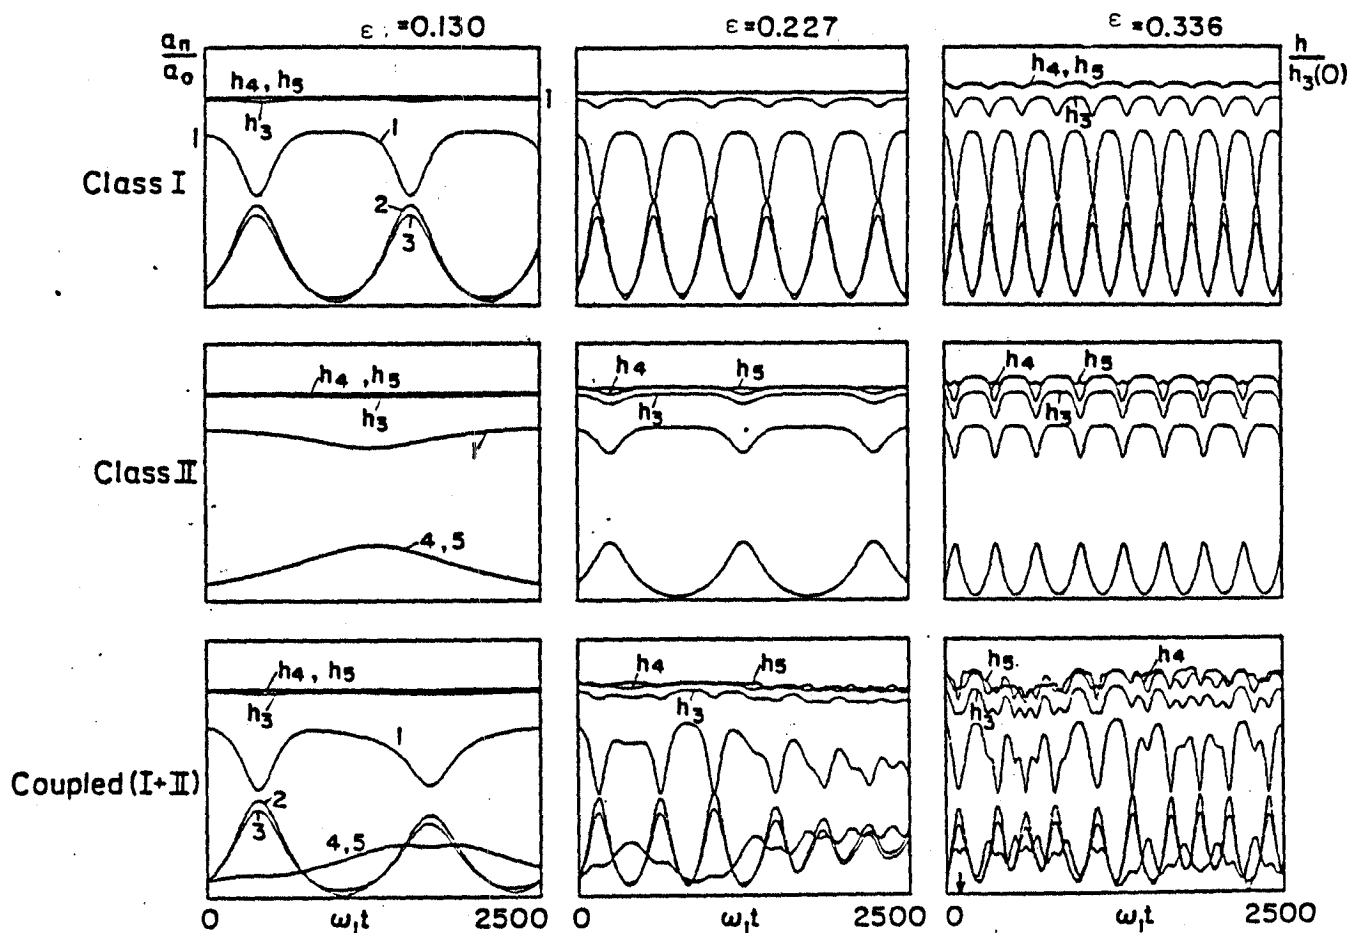 ε =0.130
ε=0.227
ε=0.336
aₙ/a₀
h/h₃(0)
Class I
1
h₄, h₅
h₃
1
2
3
1
h₄, h₅
h₃
Class II
h₄, h₅
h₃
1
4, 5
h₄
h₅
h₃
h₄
h₅
h₃
Coupled (I+II)
h₄, h₅
h₃
1
2
3
4,5
h₄
h₅
h₃
h₅
h₄
h₃
0 ω₁t 2500
0 ω₁t 2500
0 ω₁t 2500